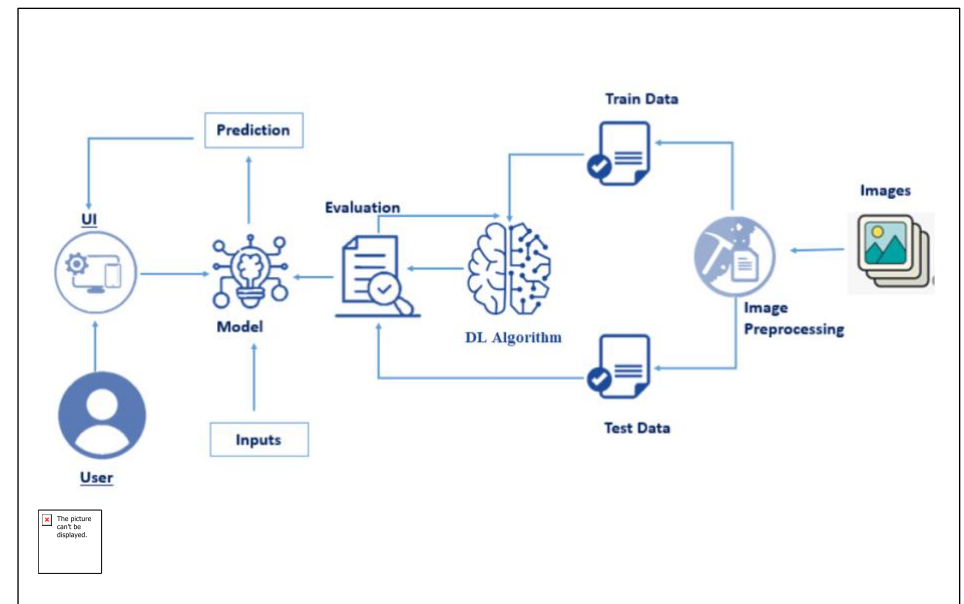 Train Data
Prediction
Images
Evaluation
UI
Image
Preprocessing
Model
DL Algorithm
Test Data
Inputs
User
The picture
can't be
displayed.